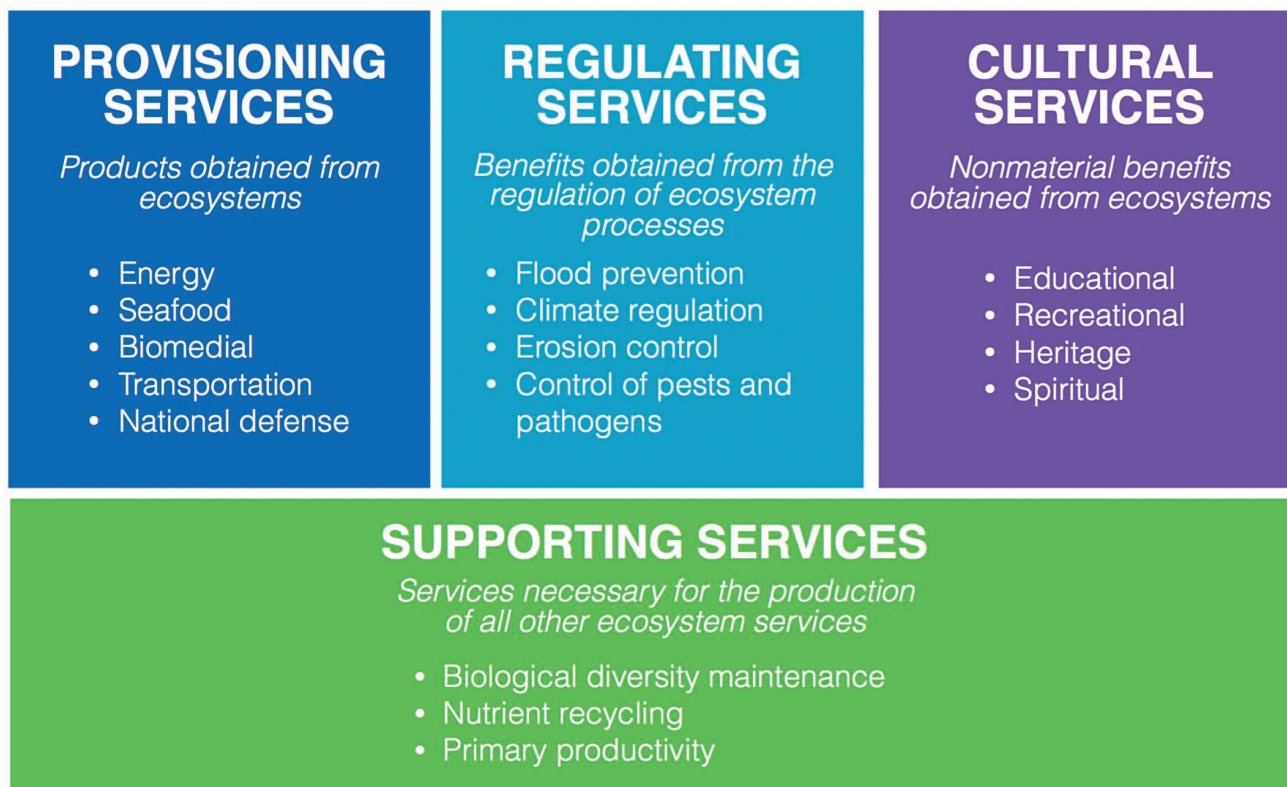 PROVISIONING
SERVICES
Products obtained from
ecosystems
• Energy
• Seafood
• Biomedial
• Transportation
• National defense
REGULATING
SERVICES
Benefits obtained from the
regulation of ecosystem
processes
• Flood prevention
• Climate regulation
• Erosion control
• Control of pests and
pathogens
CULTURAL
SERVICES
Nonmaterial benefits
obtained from ecosystems
• Educational
• Recreational
• Heritage
• Spiritual
SUPPORTING SERVICES
Services necessary for the production
of all other ecosystem services
• Biological diversity maintenance
• Nutrient recycling
• Primary productivity